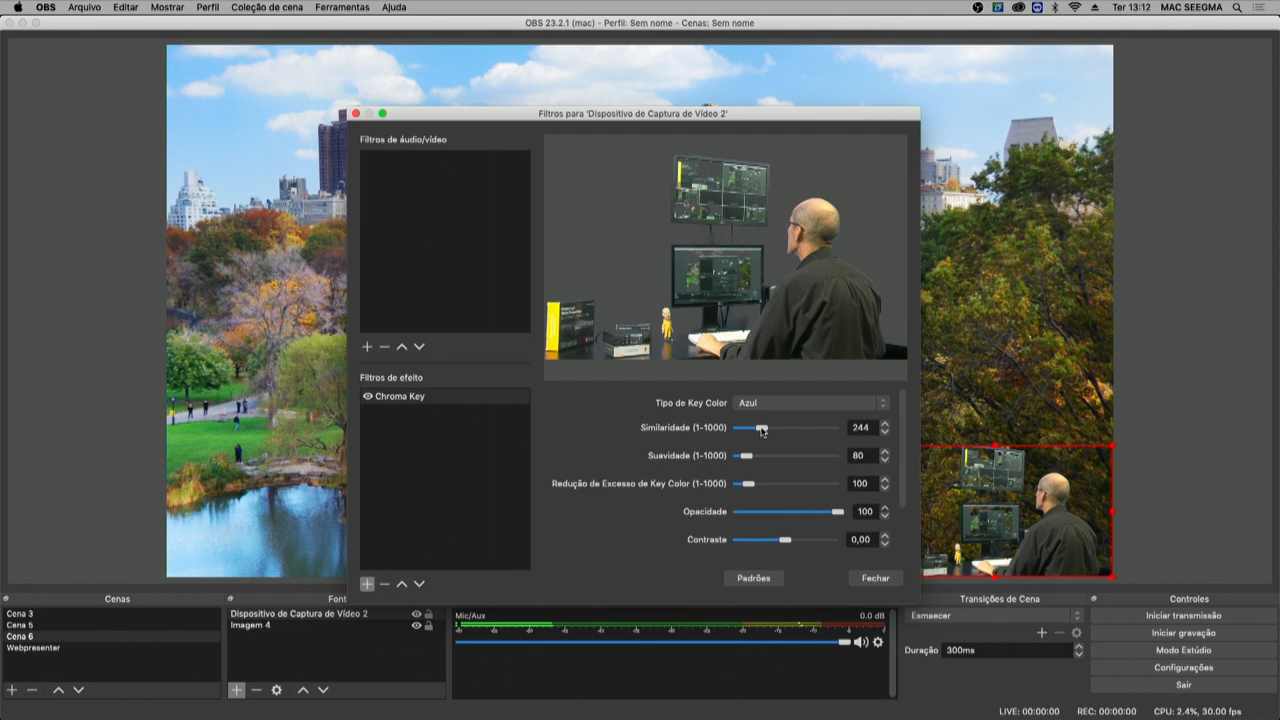 OBS Arquivo Editar Mostrar Perfil Coleção de cena Ferramentas Ajuda Ter 13:12 MAC SEEGMA
OBS 23.2.1 (mac) - Perfil: Sem nome - Cenas: Sem nome
Filtros para 'Dispositivo de Captura de Vídeo 2'
Filtros de áudio/vídeo
Filtros de efeito
Chroma Key
Tipo de Key Color Azul
Similaridade (1-1000) 244
Suavidade (1-1000) 80
Redução de Excesso de Key Color (1-1000) 100
Opacidade 100
Contraste 0,00
Padrões Fechar
Cenas
Cena 3
Cena 5
Cena 6
Webpresenter
Font
Dispositivo de Captura de Vídeo 2
Imagem 4
Mic/Aux 0.0 dB
Transições de Cena
Esmaecer
Duração 300ms
Controles
Iniciar transmissão
Iniciar gravação
Modo Estúdio
Configurações
Sair
LIVE: 00:00:00 REC: 00:00:00 CPU: 2.4%, 30.00 fps